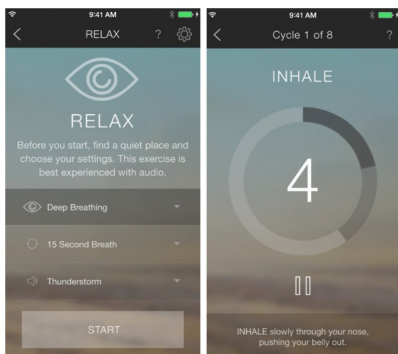 9:41 AM
RELAX ?
RELAX
Before you start, find a quiet place and
choose your settings. This exercise is
best experienced with audio.
Deep Breathing
15 Second Breath
Thunderstorm
START
9:41 AM
Cycle 1 of 8 ?
INHALE
4
INHALE slowly through your nose,
pushing your belly out.